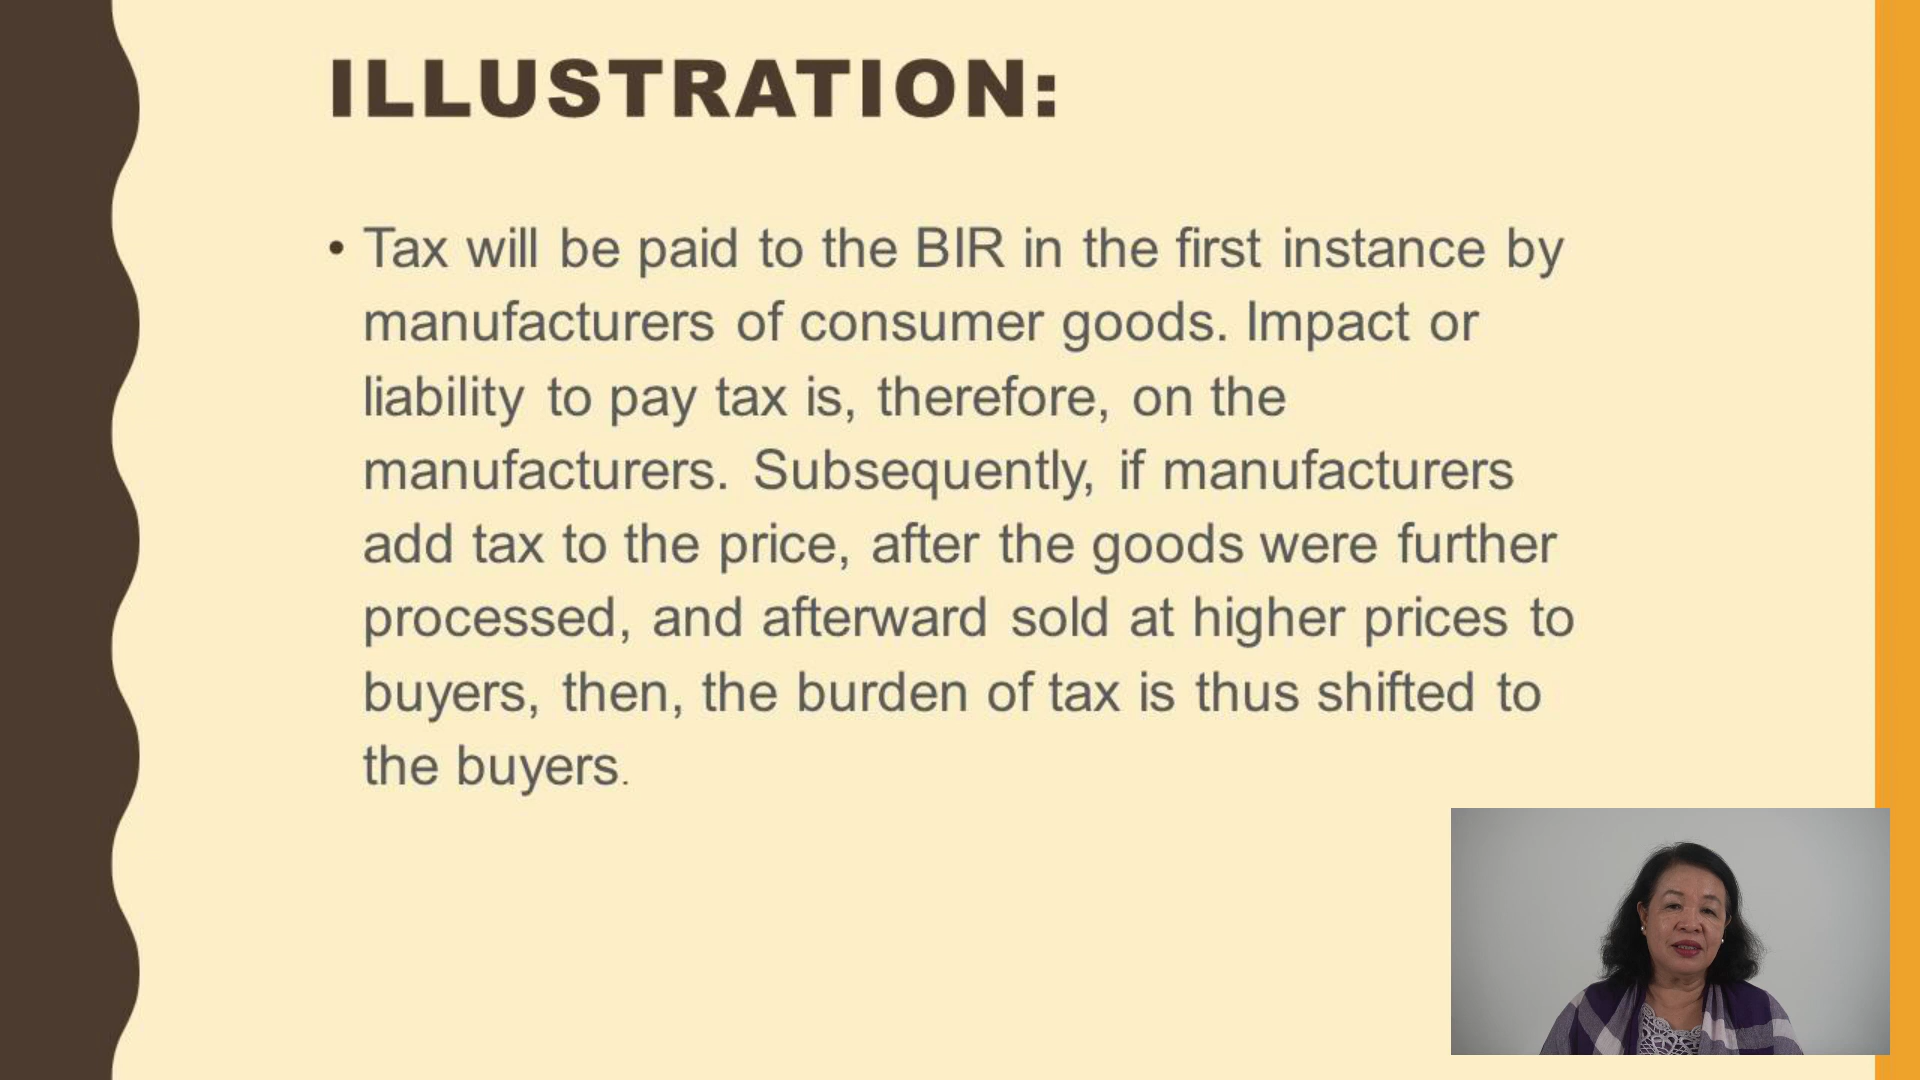 ILLUSTRATION:
• Tax will be paid to the BIR in the first instance by
manufacturers of consumer goods. Impact or
liability to pay tax is, therefore, on the
manufacturers. Subsequently, if manufacturers
add tax to the price, after the goods were further
processed, and afterward sold at higher prices to
buyers, then, the burden of tax is thus shifted to
the buyers.